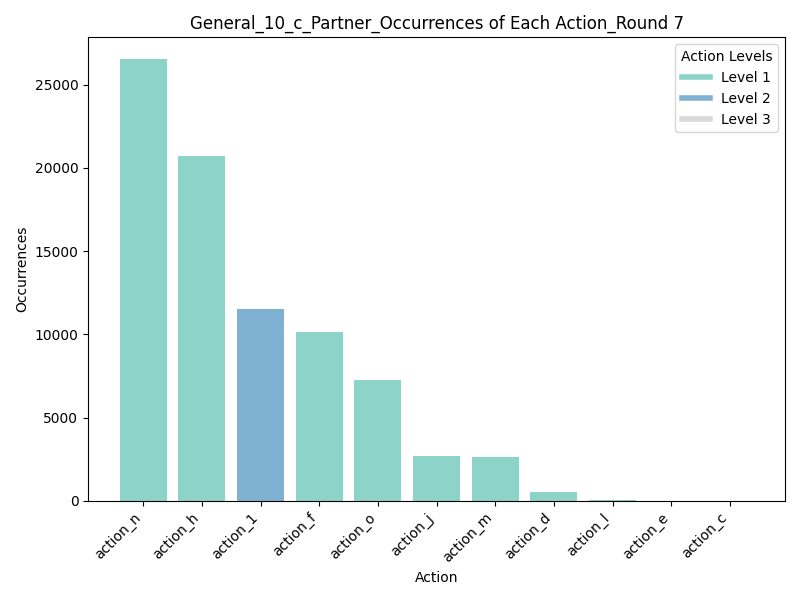 General_10_c_Partner_Occurrences of Each Action_Round 7
Action Levels
Level 1
Level 2
Level 3
Occurrences
25000
20000
15000
10000
5000
0
action_n
action_h
action_1
action_f
action_o
action_j
action_m
action_d
action_l
action_e
action_c
Action